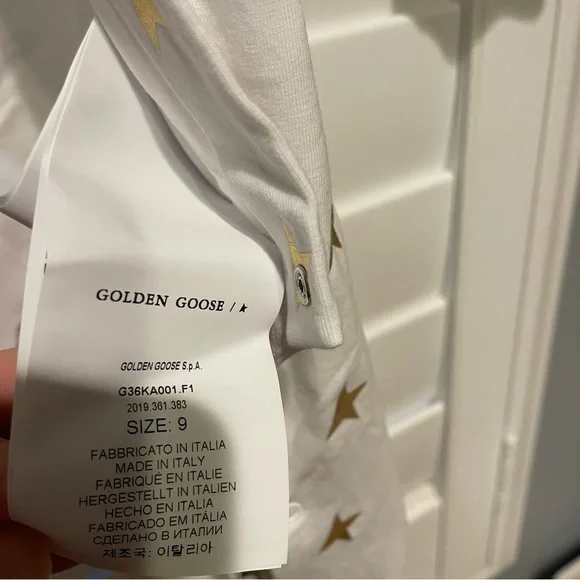 GOLDEN GOOSE / ★
GOLDEN GOOSE S.p.A.
G36KA001.F1
2019.361.383
SIZE: 9
FABBRICATO IN ITALIA
MADE IN ITALY
FABRIQUÉ EN ITALIE
HERGESTELLT IN ITALIEN
HECHO EN ITALIA
FABRICADO EM ITÁLIA
СДЕЛАНО В ИТАЛИИ
제조국: 이탈리아